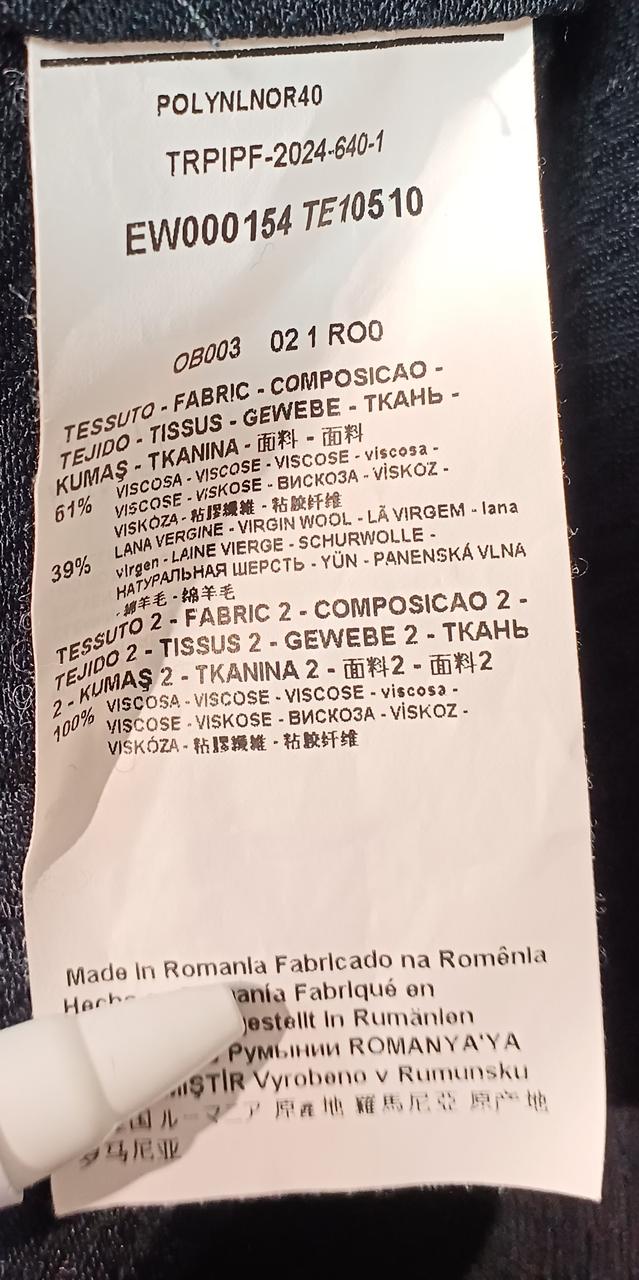 POLYNLNOR40
TRPIPF-2024-640-1
EW000154 TE10510
OB003 02 1 RO0
TESSUTO - FABRIC - COMPOSICAO -
TEJIDO - TISSUS - GEWEBE - ТКАНЬ -
KUMAŞ - TKANINA - 面料 - 面料
61% VISCOSA - VISCOSE - VISCOSE - viscosa -
VISCOSE - VISKOSE - ВИСКОЗА - VİSKOZ -
VISKÓZA - 粘膠纖維 - 粘胶纤维
39% LANA VERGINE - VIRGIN WOOL - LÃ VIRGEM - lana
virgen - LAINE VIERGE - SCHURWOLLE -
НАТУРАЛЬНАЯ ШЕРСТЬ - YÜN - PANENSKÁ VLNA
- 綿羊毛 - 绵羊毛
TESSUTO 2 - FABRIC 2 - COMPOSICAO 2 -
TEJIDO 2 - TISSUS 2 - GEWEBE 2 - ТКАНЬ
2 - KUMAŞ 2 - TKANINA 2 - 面料2 - 面料2
100% VISCOSA - VISCOSE - VISCOSE - viscosa -
VISCOSE - VISKOSE - ВИСКОЗА - VİSKOZ -
VISKÓZA - 粘膠纖維 - 粘胶纤维
Made in Romania Fabricado na Romênia
Fabriqué en
in Rumänien
Румынии ROMANYA'YA
Vyrobeno v Rumunsku
ルーマニア 原產地 羅馬尼亞 原产地
罗马尼亚